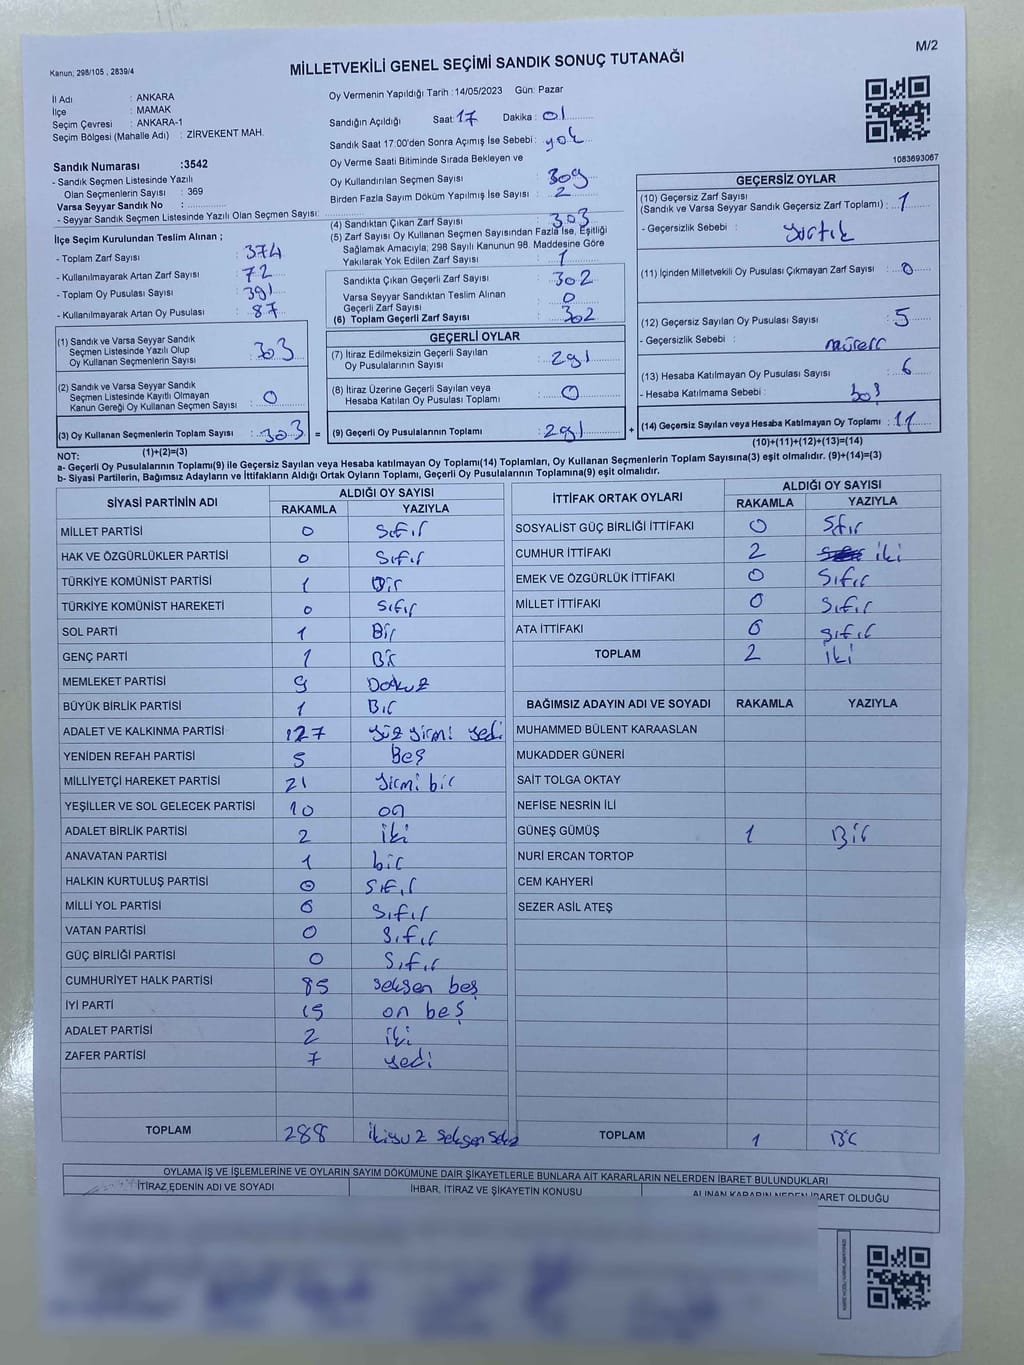 M/2
Kanun; 298/105 , 2839/4
MİLLETVEKİLİ GENEL SEÇİMİ SANDIK SONUÇ TUTANAĞI
İl Adı : ANKARA
İlçe : MAMAK
Seçim Çevresi : ANKARA-1
Seçim Bölgesi (Mahalle Adı) : ZİRVEKENT MAH.
Sandık Numarası :3542
- Sandık Seçmen Listesinde Yazılı
Olan Seçmenlerin Sayısı : 369
Varsa Seyyar Sandık No :
- Seyyar Sandık Seçmen Listesinde Yazılı Olan Seçmen Sayısı:
İlçe Seçim Kurulundan Teslim Alınan ;
- Toplam Zarf Sayısı : 374
- Kullanılmayarak Artan Zarf Sayısı : 72
- Toplam Oy Pusulası Sayısı : 391
- Kullanılmayarak Artan Oy Pusulası : 87
(1) Sandık ve Varsa Seyyar Sandık
Seçmen Listesinde Yazılı Olup
Oy Kullanan Seçmenlerin Sayısı : 303
(2) Sandık ve Varsa Seyyar Sandık
Seçmen Listesinde Kayıtlı Olmayan
Kanun Gereği Oy Kullanan Seçmen Sayısı : 0
(3) Oy Kullanan Seçmenlerin Toplam Sayısı : 303 =
(1)+(2)=(3)
Oy Vermenin Yapıldığı Tarih : 14/05/2023 Gün: Pazar
Sandığın Açıldığı Saat: 17 Dakika : 01
Sandık Saat 17.00'den Sonra Açımış İse Sebebi : yok
Oy Verme Saati Bitiminde Sırada Bekleyen ve
Oy Kullandırılan Seçmen Sayısı : 309
Birden Fazla Sayım Döküm Yapılmış İse Sayısı : 2
(4) Sandıktan Çıkan Zarf Sayısı : 303
(5) Zarf Sayısı Oy Kullanan Seçmen Sayısından Fazla İse, Eşitliği
Sağlamak Amacıyla; 298 Sayılı Kanunun 98. Maddesine Göre
Yakılarak Yok Edilen Zarf Sayısı : 1
Sandıkta Çıkan Geçerli Zarf Sayısı : 302
Varsa Seyyar Sandıktan Teslim Alınan
Geçerli Zarf Sayısı : 0
(6) Toplam Geçerli Zarf Sayısı : 302
GEÇERLİ OYLAR
(7) İtiraz Edilmeksizin Geçerli Sayılan
Oy Pusulalarının Sayısı : 291
(8) İtiraz Üzerine Geçerli Sayılan veya
Hesaba Katılan Oy Pusulası Toplamı : 0
(9) Geçerli Oy Pusulalarının Toplamı : 291 +
1083693067
GEÇERSİZ OYLAR
(10) Geçersiz Zarf Sayısı
(Sandık ve Varsa Seyyar Sandık Geçersiz Zarf Toplamı) : 1
- Geçersizlik Sebebi : yırtık
(11) İçinden Milletvekili Oy Pusulası Çıkmayan Zarf Sayısı : 0
(12) Geçersiz Sayılan Oy Pusulası Sayısı : 5
- Geçersizlik Sebebi :
(13) Hesaba Katılmayan Oy Pusulası Sayısı : 6
- Hesaba Katılmama Sebebi : boş
(14) Geçersiz Sayılan veya Hesaba Katılmayan Oy Toplamı : 11
(10)+(11)+(12)+(13)=(14)
NOT:
a- Geçerli Oy Pusulalarının Toplamı(9) ile Geçersiz Sayılan veya Hesaba katılmayan Oy Toplamı(14) Toplamları, Oy Kullanan Seçmenlerin Toplam Sayısına(3) eşit olmalıdır. (9)+(14)=(3)
b- Siyasi Partilerin, Bağımsız Adayların ve İttifakların Aldığı Ortak Oyların Toplamı, Geçerli Oy Pusulalarının Toplamına(9) eşit olmalıdır.
SİYASİ PARTİNİN ADI ALDIĞI OY SAYISI
RAKAMLA YAZIYLA
MİLLET PARTİSİ 0 sıfır
HAK VE ÖZGÜRLÜKLER PARTİSİ 0 sıfır
TÜRKİYE KOMÜNİST PARTİSİ 1 Bir
TÜRKİYE KOMÜNİST HAREKETİ 0 sıfır
SOL PARTİ 1 Bir
GENÇ PARTİ 1 Bir
MEMLEKET PARTİSİ 9 Dokuz
BÜYÜK BİRLİK PARTİSİ 1 Bir
ADALET VE KALKINMA PARTİSİ 127 yüz yirmi yedi
YENİDEN REFAH PARTİSİ 5 Beş
MİLLİYETÇİ HAREKET PARTİSİ 21 yirmi bir
YEŞİLLER VE SOL GELECEK PARTİSİ 10 on
ADALET BİRLİK PARTİSİ 2 iki
ANAVATAN PARTİSİ 1 bir
HALKIN KURTULUŞ PARTİSİ 0 sıfır
MİLLİ YOL PARTİSİ 0 sıfır
VATAN PARTİSİ 0 sıfır
GÜÇ BİRLİĞİ PARTİSİ 0 sıfır
CUMHURİYET HALK PARTİSİ 85 seksen beş
İYİ PARTİ 15 on beş
ADALET PARTİSİ 2 iki
ZAFER PARTİSİ 7 yedi
TOPLAM 288 ikiyüz seksen sekiz
İTTİFAK ORTAK OYLARI ALDIĞI OY SAYISI
RAKAMLA YAZIYLA
SOSYALİST GÜÇ BİRLİĞİ İTTİFAKI 0 Sıfır
CUMHUR İTTİFAKI 2 iki
EMEK VE ÖZGÜRLÜK İTTİFAKI 0 Sıfır
MİLLET İTTİFAKI 0 Sıfır
ATA İTTİFAKI 0 sıfır
TOPLAM 2 iki
BAĞIMSIZ ADAYIN ADI VE SOYADI RAKAMLA YAZIYLA
MUHAMMED BÜLENT KARAASLAN
MUKADDER GÜNERİ
SAİT TOLGA OKTAY
NEFİSE NESRİN İLİ
GÜNEŞ GÜMÜŞ 1 Bir
NURİ ERCAN TORTOP
CEM KAHYERİ
SEZER ASİL ATEŞ
TOPLAM 1 Bir
OYLAMA İŞ VE İŞLEMLERİNE VE OYLARIN SAYIM DÖKÜMÜNE DAİR ŞİKAYETLERLE BUNLARA AİT KARARLARIN NELERDEN İBARET BULUNDUKLARI
İTİRAZ EDENİN ADI VE SOYADI İHBAR, İTİRAZ VE ŞİKAYETİN KONUSU ALINAN KARARIN NEDEN İBARET OLDUĞU